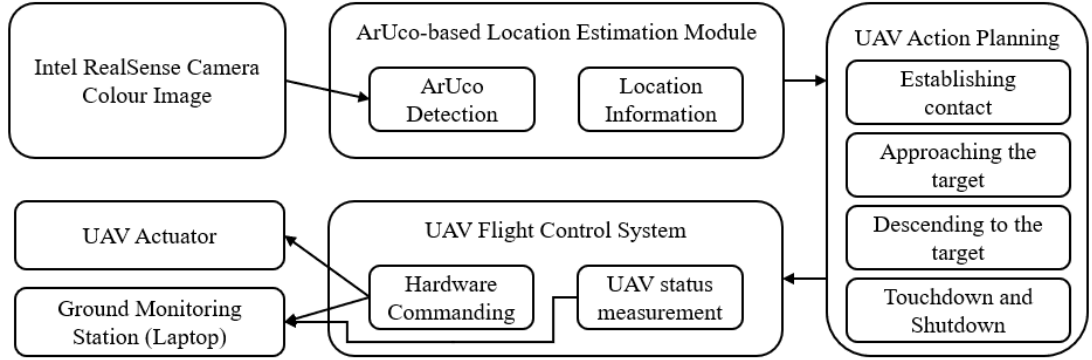 Intel RealSense Camera
Colour Image
ArUco-based Location Estimation Module
ArUco
Detection
Location
Information
UAV Action Planning
Establishing
contact
Approaching the
target
Descending to the
target
Touchdown and
Shutdown
UAV Flight Control System
Hardware
Commanding
UAV status
measurement
UAV Actuator
Ground Monitoring
Station (Laptop)